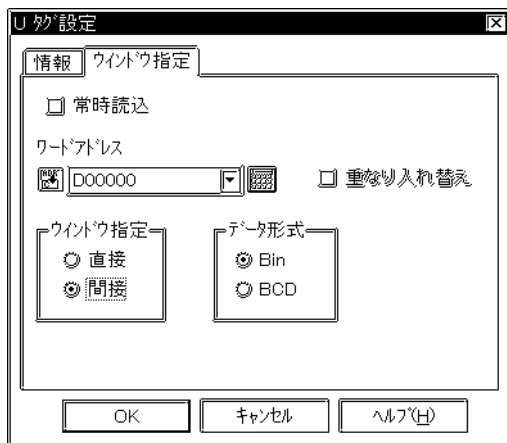 U ﾀｸﾞ設定
情報 ｳｨﾝﾄﾞｳ指定
常時読込
ﾜｰﾄﾞｱﾄﾞﾚｽ
D00000
重なり入れ替え
ｳｨﾝﾄﾞｳ指定 ﾃﾞｰﾀ形式
直接 Bin
間接 BCD
OK ｷｬﾝｾﾙ ﾍﾙﾌﾟ(H)